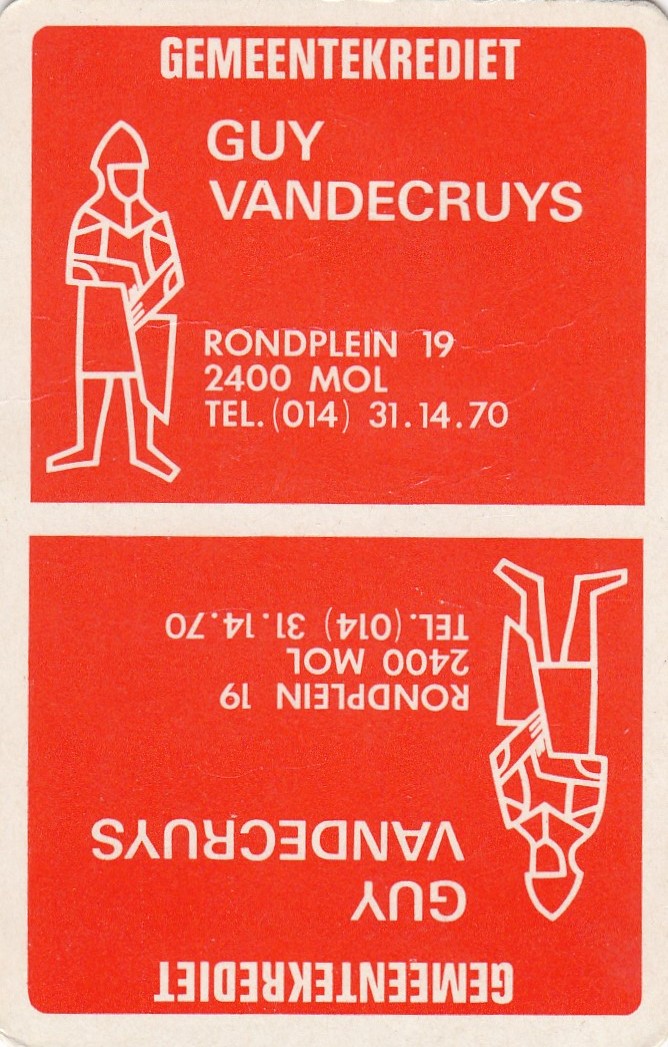 GEMEENTEKREDIET
GUY
VANDECRUYS
RONDPLEIN 19
2400 MOL
TEL. (014) 31.14.70
GEMEENTEKREDIET
GUY
VANDECRUYS
RONDPLEIN 19
2400 MOL
TEL. (014) 31.14.70